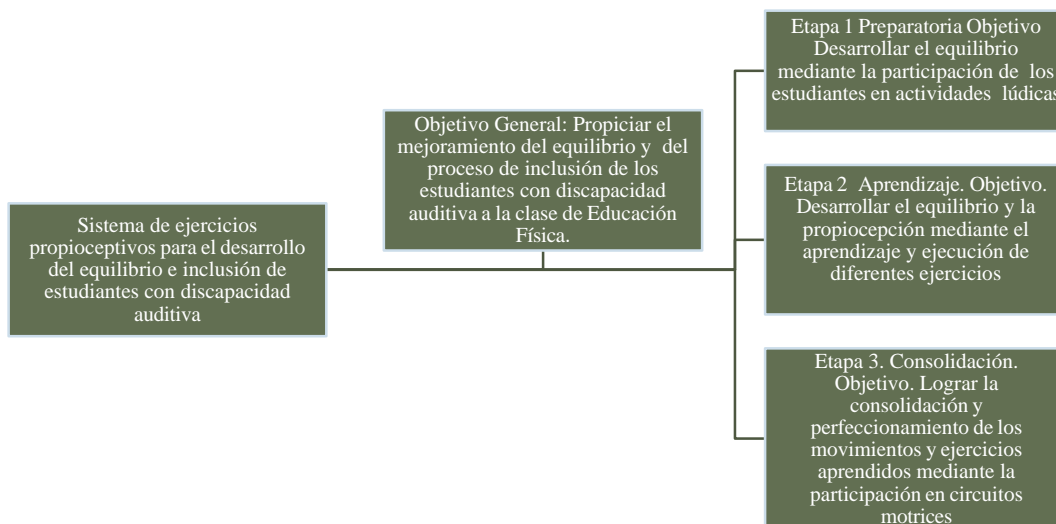 Sistema de ejercicios
propioceptivos para el desarrollo
del equilibrio e inclusión de
estudiantes con discapacidad
auditiva
Objetivo General: Propiciar el
mejoramiento del equilibrio y del
proceso de inclusión de los
estudiantes con discapacidad
auditiva a la clase de Educación
Física.
Etapa 1 Preparatoria Objetivo
Desarrollar el equilibrio
mediante la participación de los
estudiantes en actividades lúdicas
Etapa 2 Aprendizaje. Objetivo.
Desarrollar el equilibrio y la
propiocepción mediante el
aprendizaje y ejecución de
diferentes ejercicios
Etapa 3. Consolidación.
Objetivo. Lograr la
consolidación y
perfeccionamiento de los
movimientos y ejercicios
aprendidos mediante la
participación en circuitos
motrices